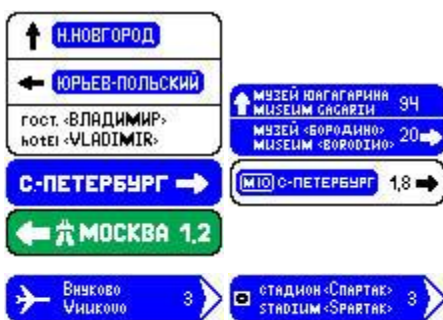 Н.НОВГОРОД
ЮРЬЕВ-ПОЛЬСКИЙ
гост. «ВЛАДИМИР»
hotel «VLADIMIR»
С.-ПЕТЕРБУРГ
МОСКВА 1,2
МУЗЕЙ ЮАГАГАРИНА 94
MUSEUM GAGARIN
МУЗЕЙ «БОРОДИНО» 20
MUSEUM «BORODINO»
М10 С-ПЕТЕРБУРГ 1,8
Внуково 3
Vnukovo
СТАДИОН «СПАРТАК» 3
STADIUM «SPARTAK»